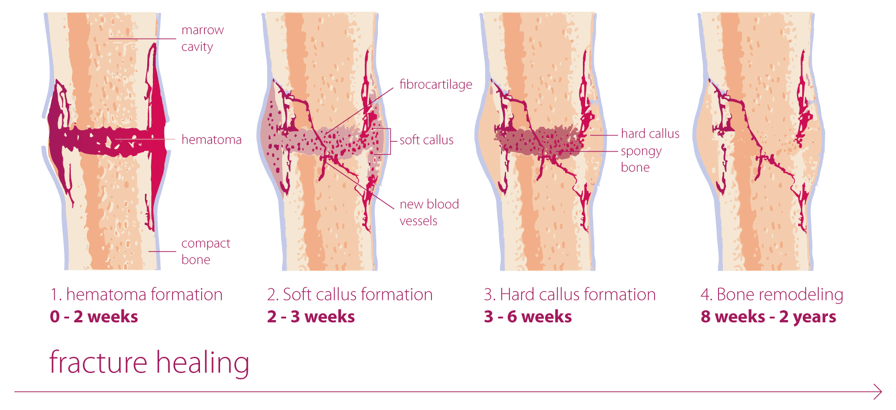 marrow
cavity
hematoma
compact
bone
fibrocartilage
soft callus
new blood
vessels
hard callus
spongy
bone
1. hematoma formation
0 - 2 weeks
2. Soft callus formation
2 - 3 weeks
3. Hard callus formation
3 - 6 weeks
4. Bone remodeling
8 weeks - 2 years
fracture healing